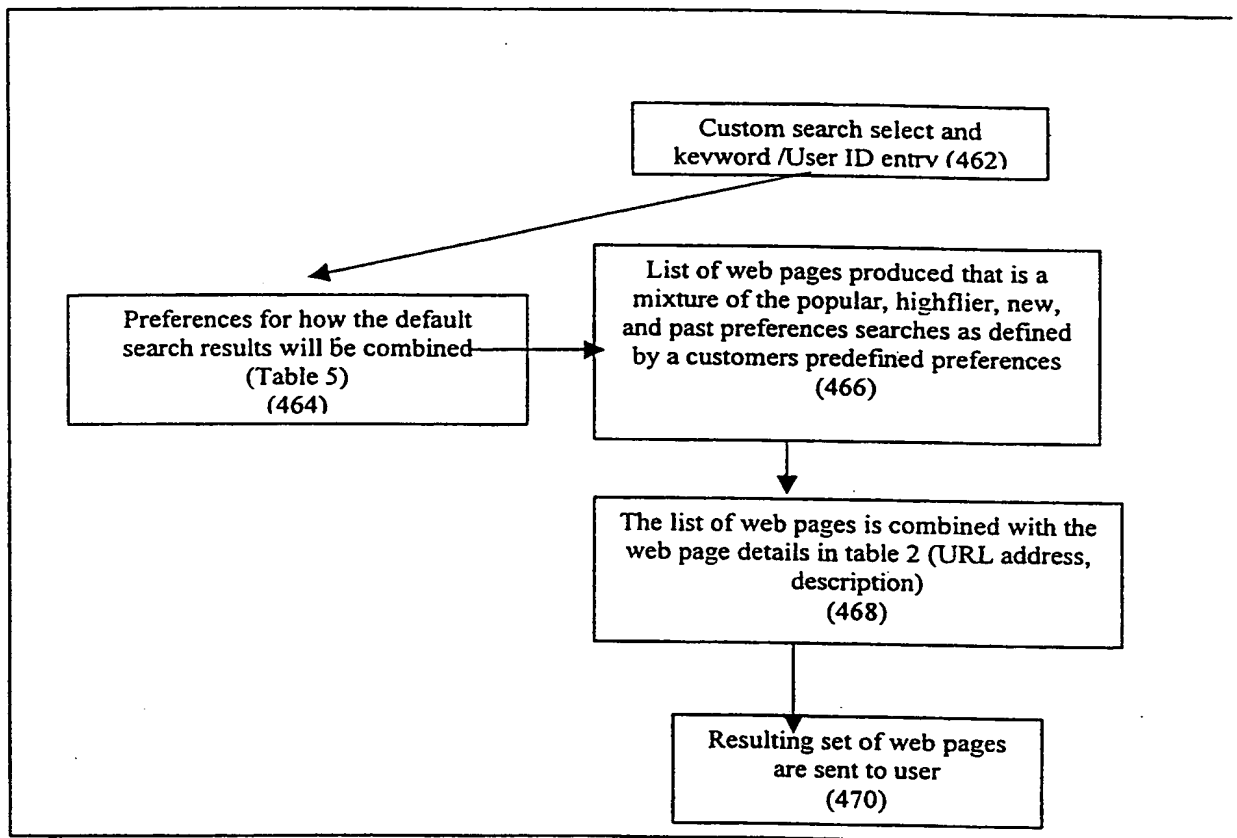 Custom search select and
keyword /User ID entry (462)
Preferences for how the default
search results will be combined
(Table 5)
(464)
List of web pages produced that is a
mixture of the popular, highflier, new,
and past preferences searches as defined
by a customers predefined preferences
(466)
The list of web pages is combined with the
web page details in table 2 (URL address,
description)
(468)
Resulting set of web pages
are sent to user
(470)